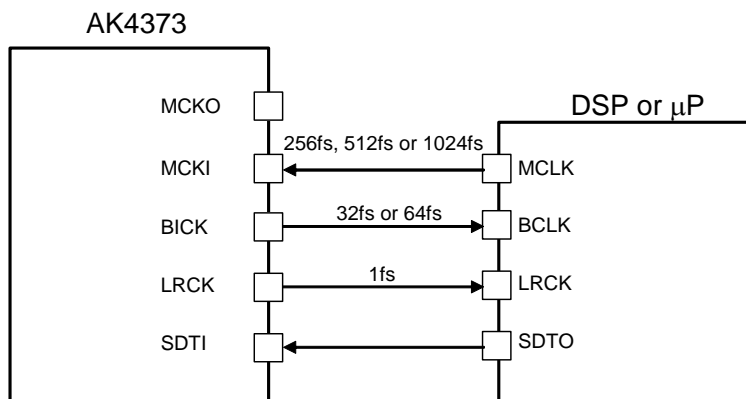 AK4373
DSP or μP
MCKO
256fs, 512fs or 1024fs
MCKI
MCLK
BICK
32fs or 64fs
BCLK
LRCK
1fs
LRCK
SDTI
SDTO